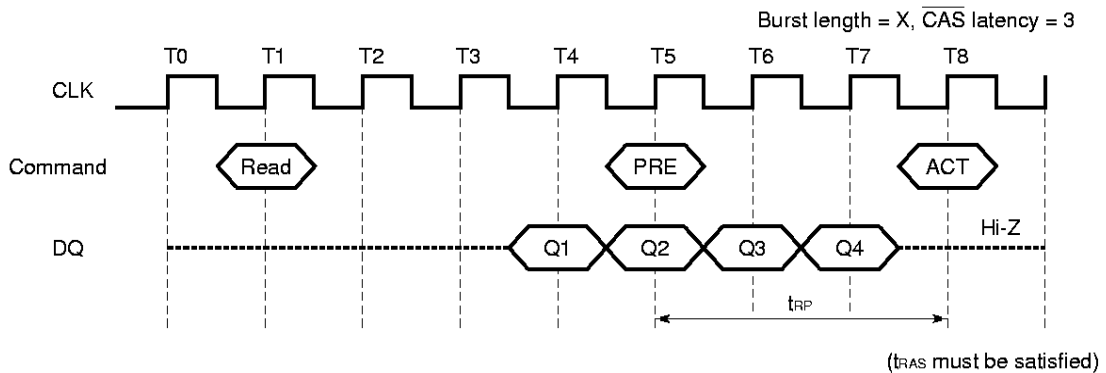 Burst length = X, CAS latency = 3
T0 T1 T2 T3 T4 T5 T6 T7 T8
CLK
Command Read PRE ACT
Hi-Z
DQ Q1 Q2 Q3 Q4
tRP
(tRAS must be satisfied)